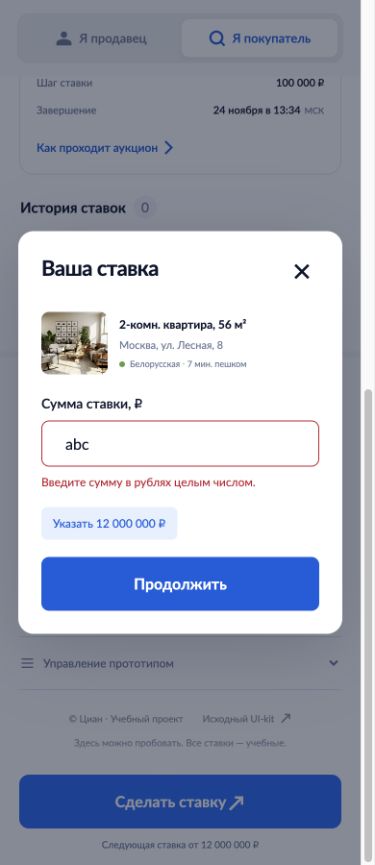 Я продавец
Я покупатель
Шаг ставки 100 000 ₽
Завершение 24 ноября в 13:34 МСК
Как проходит аукцион
История ставок 0
Ваша ставка
2-комн. квартира, 56 м²
Москва, ул. Лесная, 8
Белорусская · 7 мин. пешком
Сумма ставки, ₽
abc
Введите сумму в рублях целым числом.
Указать 12 000 000 ₽
Продолжить
Управление прототипом
© Циан · Учебный проект Исходный UI-kit
Здесь можно пробовать. Все ставки — учебные.
Сделать ставку
Следующая ставка от 12 000 000 ₽